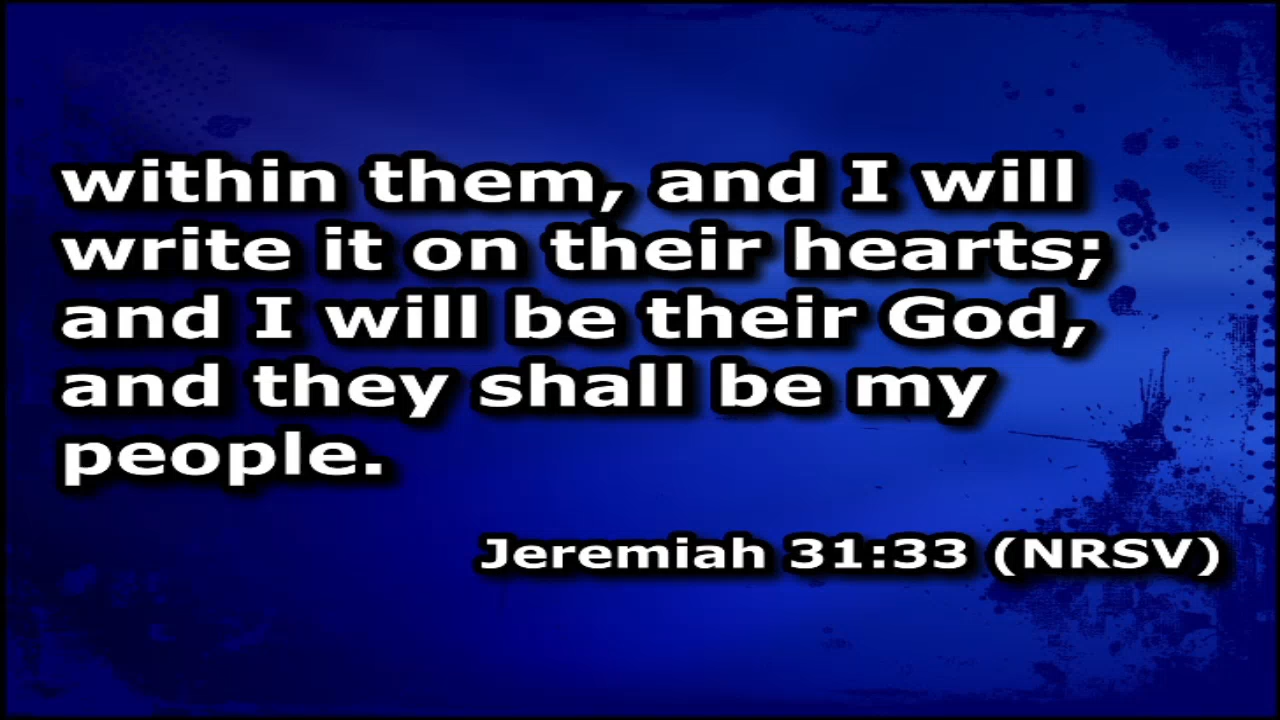 within them, and I will
write it on their hearts;
and I will be their God,
and they shall be my
people.
Jeremiah 31:33 (NRSV)